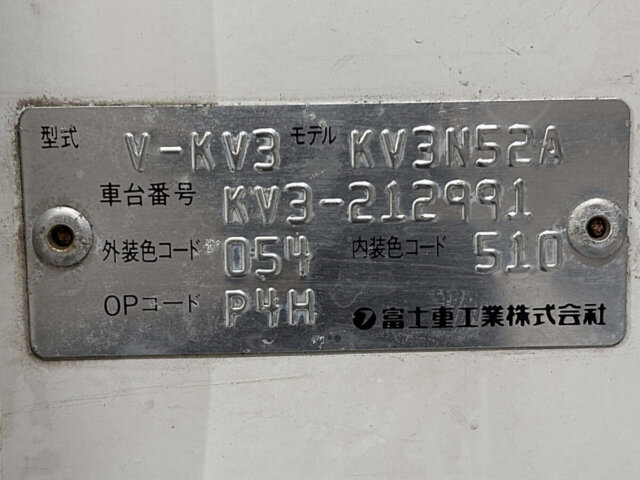 型式 V-KV3 モデル KV3N52A
車台番号 KV3-212991
外装色コード 054 内装色コード 510
OPコード P4H 富士重工業株式会社